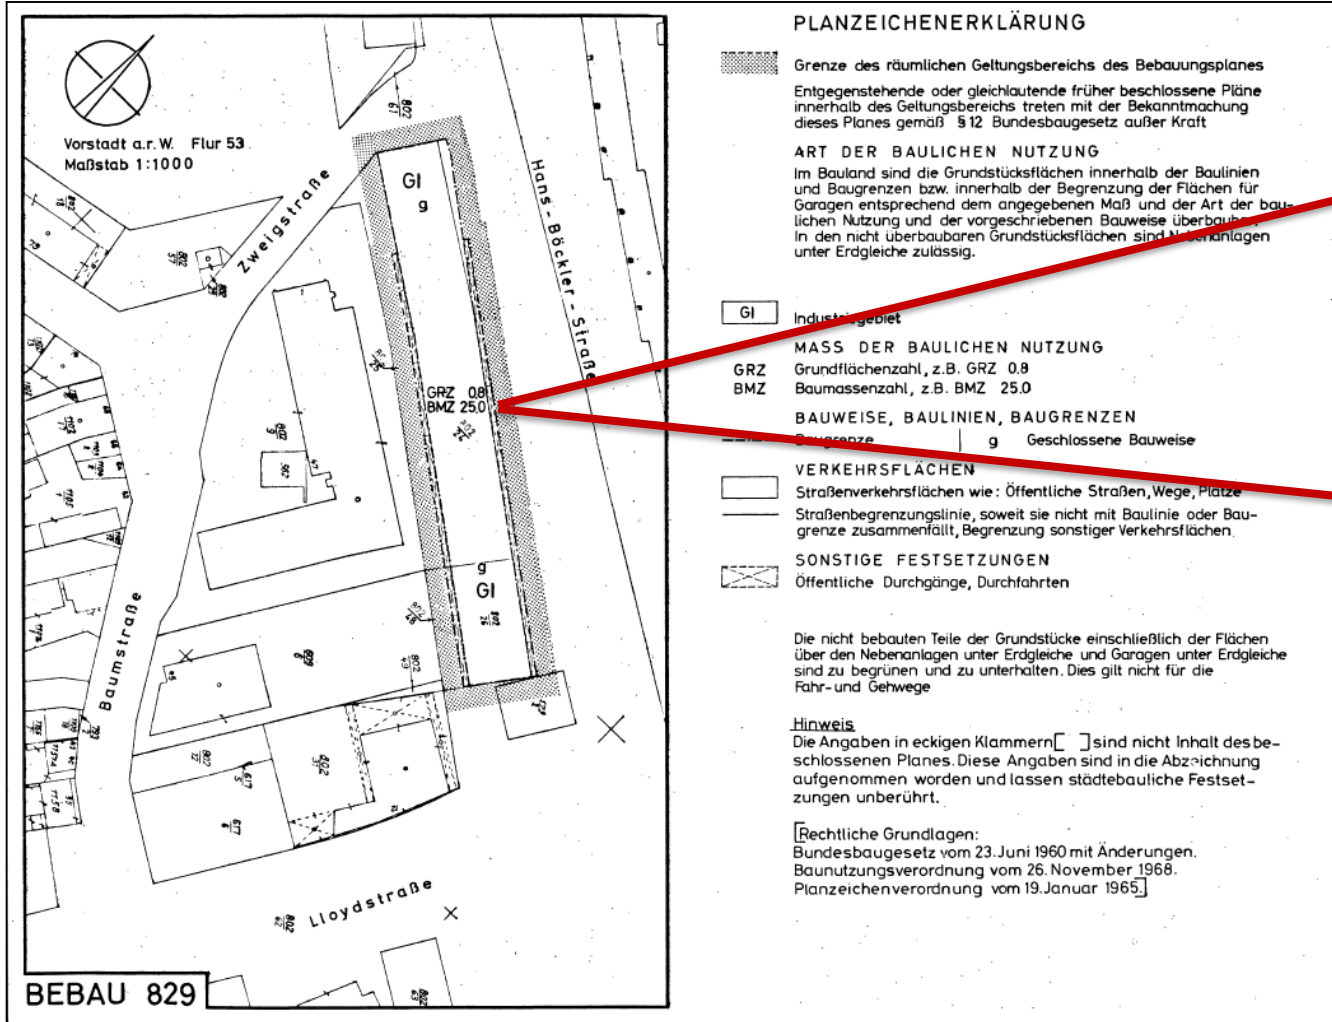 Vorstadt a.r.W. Flur 53
Maßstab 1:1000
Zweigstraße
Hans-Böckler-Straße
Baumstraße
Lloydstraße
GI
g
GRZ 0,8
BMZ 25,0
g
GI
BEBAU 829
PLANZEICHENERKLÄRUNG
Grenze des räumlichen Geltungsbereichs des Bebauungsplanes
Entgegenstehende oder gleichlautende früher beschlossene Pläne
innerhalb des Geltungsbereichs treten mit der Bekanntmachung
dieses Planes gemäß § 12 Bundesbaugesetz außer Kraft
ART DER BAULICHEN NUTZUNG
Im Bauland sind die Grundstücksflächen innerhalb der Baulinien
und Baugrenzen bzw. innerhalb der Begrenzung der Flächen für
Garagen entsprechend dem angegebenen Maß und der Art der bau-
lichen Nutzung und der vorgeschriebenen Bauweise überbaubar.
In den nicht überbaubaren Grundstücksflächen sind Nebenanlagen
unter Erdgleiche zulässig.
GI Industriegebiet
MASS DER BAULICHEN NUTZUNG
GRZ Grundflächenzahl, z.B. GRZ 0.8
BMZ Baumassenzahl, z.B. BMZ 25.0
BAUWEISE, BAULINIEN, BAUGRENZEN
Baugrenze g Geschlossene Bauweise
VERKEHRSFLÄCHEN
Straßenverkehrsflächen wie: Öffentliche Straßen, Wege, Plätze
Straßenbegrenzungslinie, soweit sie nicht mit Baulinie oder Bau-
grenze zusammenfällt, Begrenzung sonstiger Verkehrsflächen
SONSTIGE FESTSETZUNGEN
Öffentliche Durchgänge, Durchfahrten
Die nicht bebauten Teile der Grundstücke einschließlich der Flächen
über den Nebenanlagen unter Erdgleiche und Garagen unter Erdgleiche
sind zu begrünen und zu unterhalten. Dies gilt nicht für die
Fahr- und Gehwege
Hinweis
Die Angaben in eckigen Klammern [ ] sind nicht Inhalt des be-
schlossenen Planes. Diese Angaben sind in die Abzeichnung
aufgenommen worden und lassen städtebauliche Festset-
zungen unberührt.
[Rechtliche Grundlagen:
Bundesbaugesetz vom 23. Juni 1960 mit Änderungen.
Baunutzungsverordnung vom 26. November 1968.
Planzeichenverordnung vom 19. Januar 1965.]